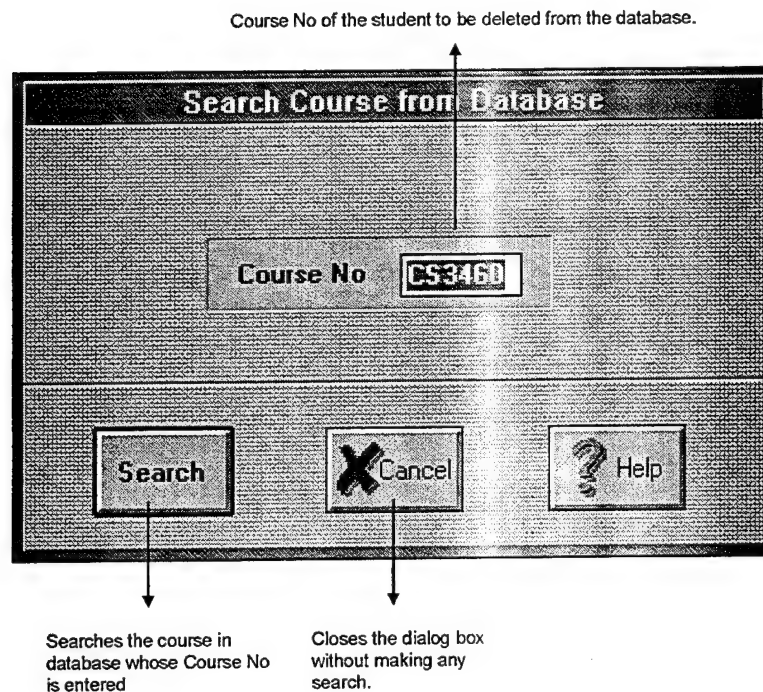 Course No of the student to be deleted from the database.
Search Course from Database
Course No CS3460
Search Cancel Help
Searches the course in
database whose Course No
is entered
Closes the dialog box
without making any
search.